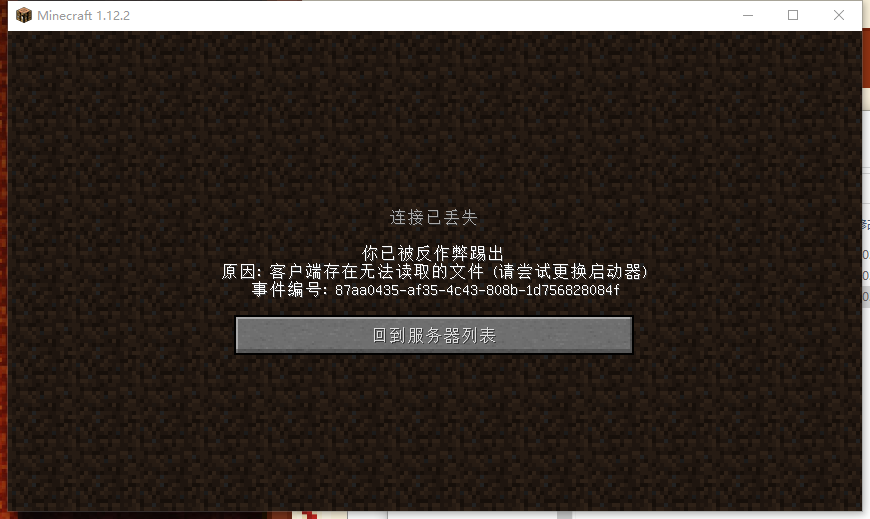 Minecraft 1.12.2
连接已丢失
你已被反作弊踢出
原因: 客户端存在无法读取的文件 (请尝试更换启动器)
事件编号: 87aa0435-af35-4c43-808b-1d756828084f
回到服务器列表